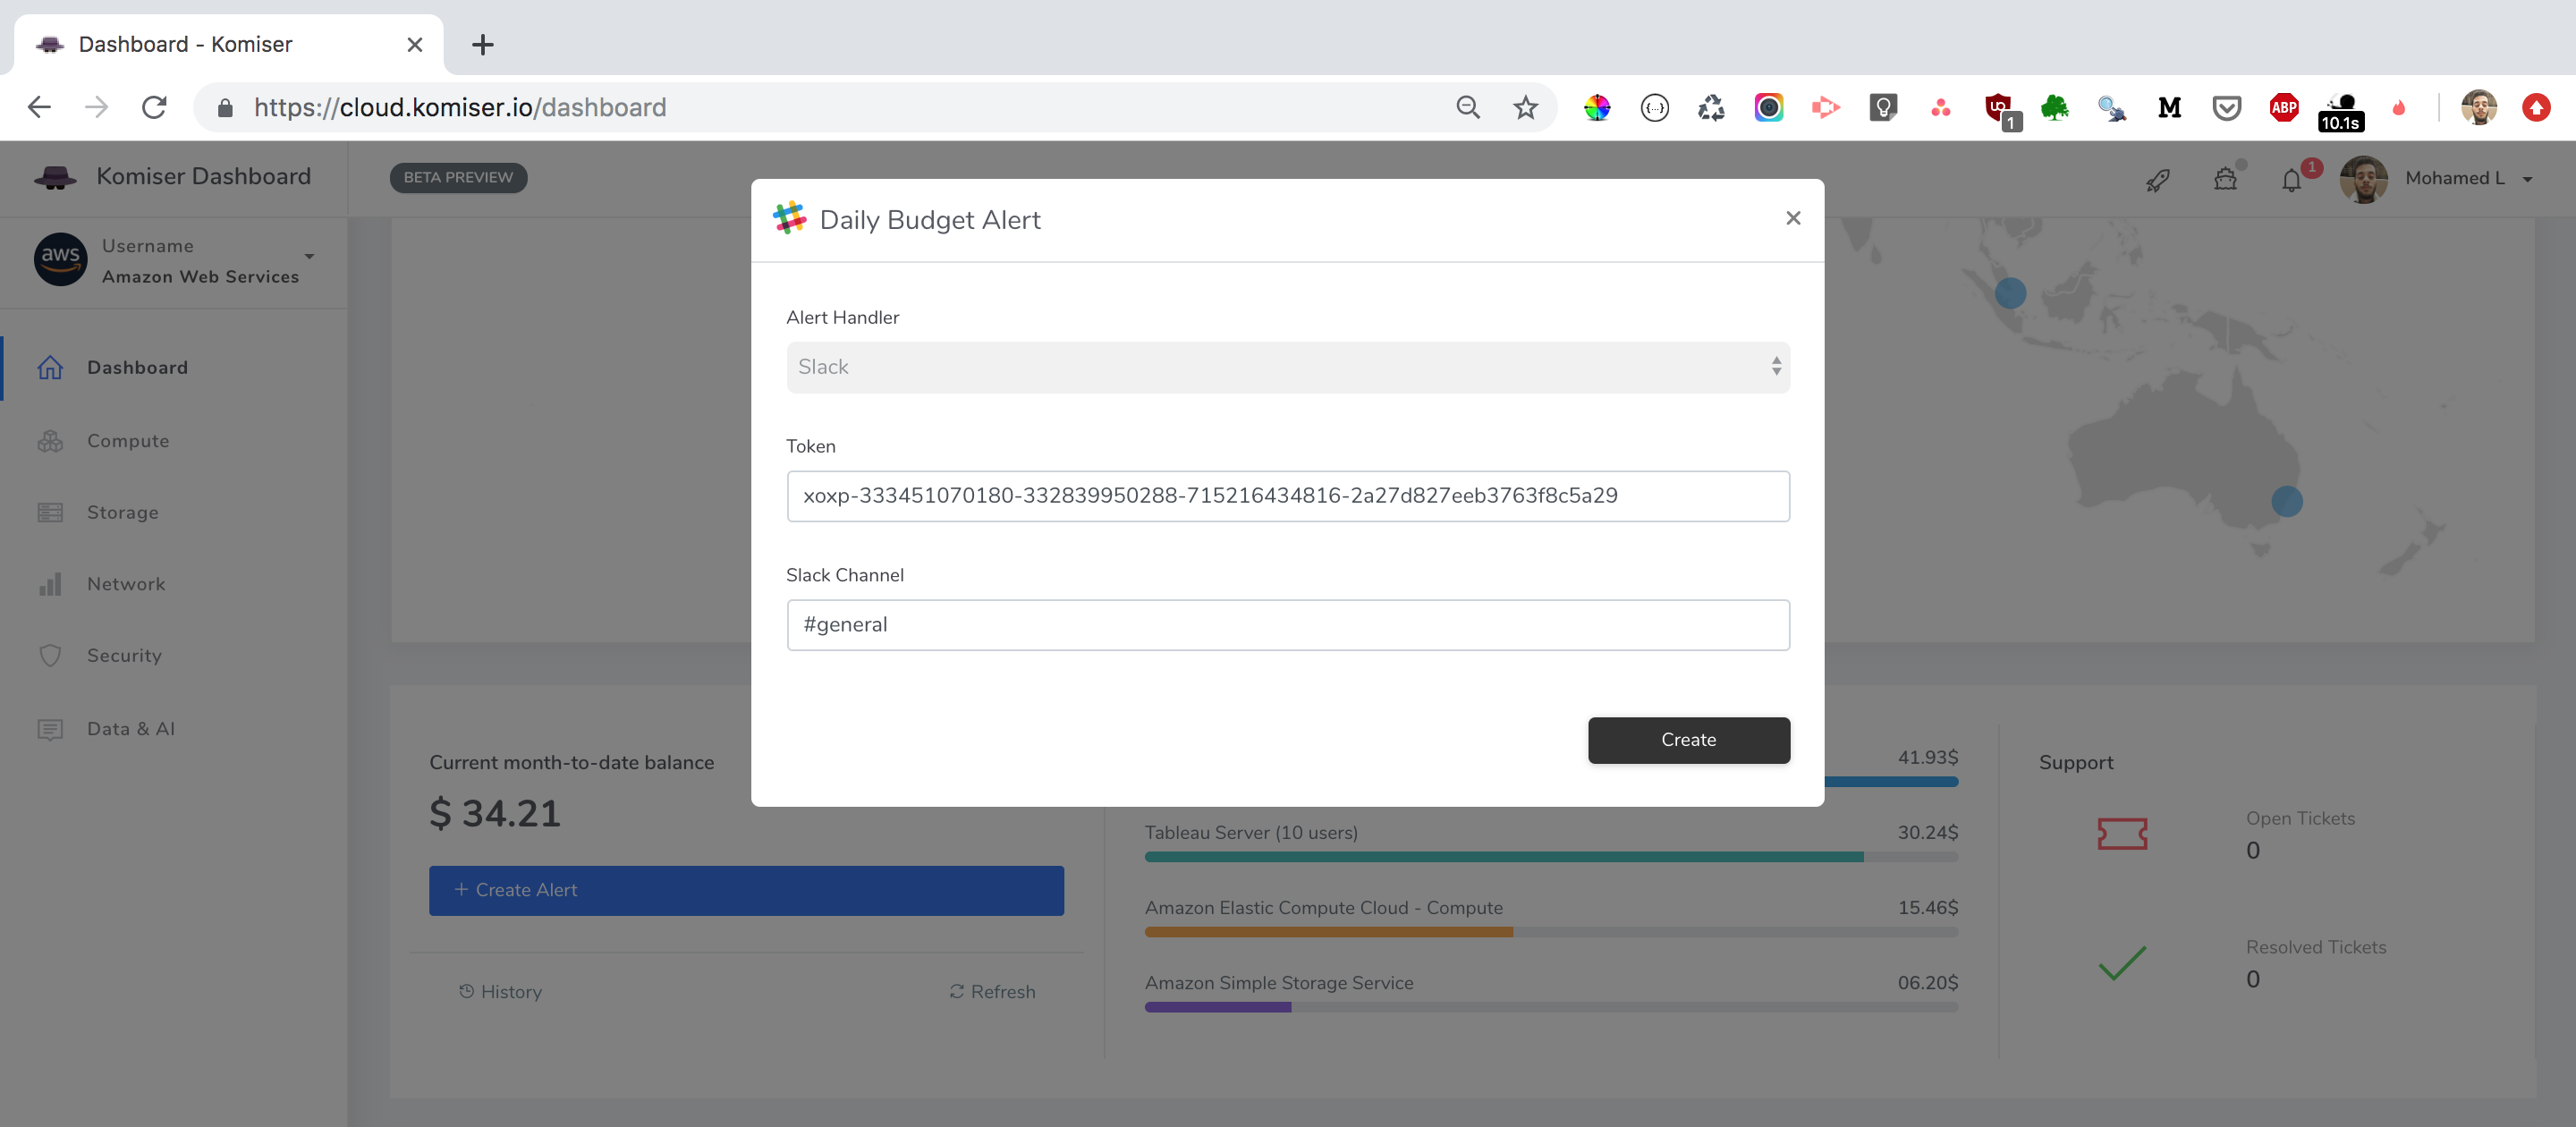 Dashboard - Komiser
https://cloud.komiser.io/dashboard
{...}
UD
1
M
ABP
10.1s
Komiser Dashboard
BETA PREVIEW
1
Mohamed L
aws
Username
Amazon Web Services
Dashboard
Compute
Storage
Network
Security
Data & AI
Daily Budget Alert
Alert Handler
Slack
Token
xoxp-333451070180-332839950288-715216434816-2a27d827eeb3763f8c5a29
Slack Channel
#general
Create
Current month-to-date balance
$ 34.21
+ Create Alert
History
Refresh
41.93$
Tableau Server (10 users)
30.24$
Amazon Elastic Compute Cloud - Compute
15.46$
Amazon Simple Storage Service
06.20$
Support
Open Tickets
0
Resolved Tickets
0